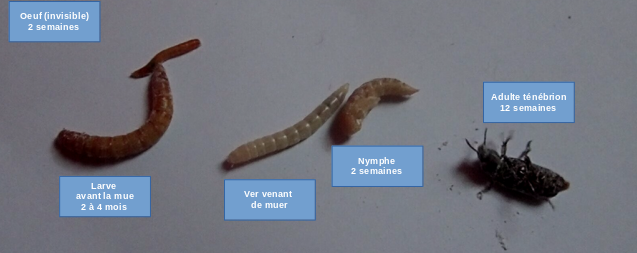 Oeuf (invisible)
2 semaines
Larve
avant la mue
2 à 4 mois
Ver venant
de muer
Nymphe
2 semaines
Adulte ténébrion
12 semaines